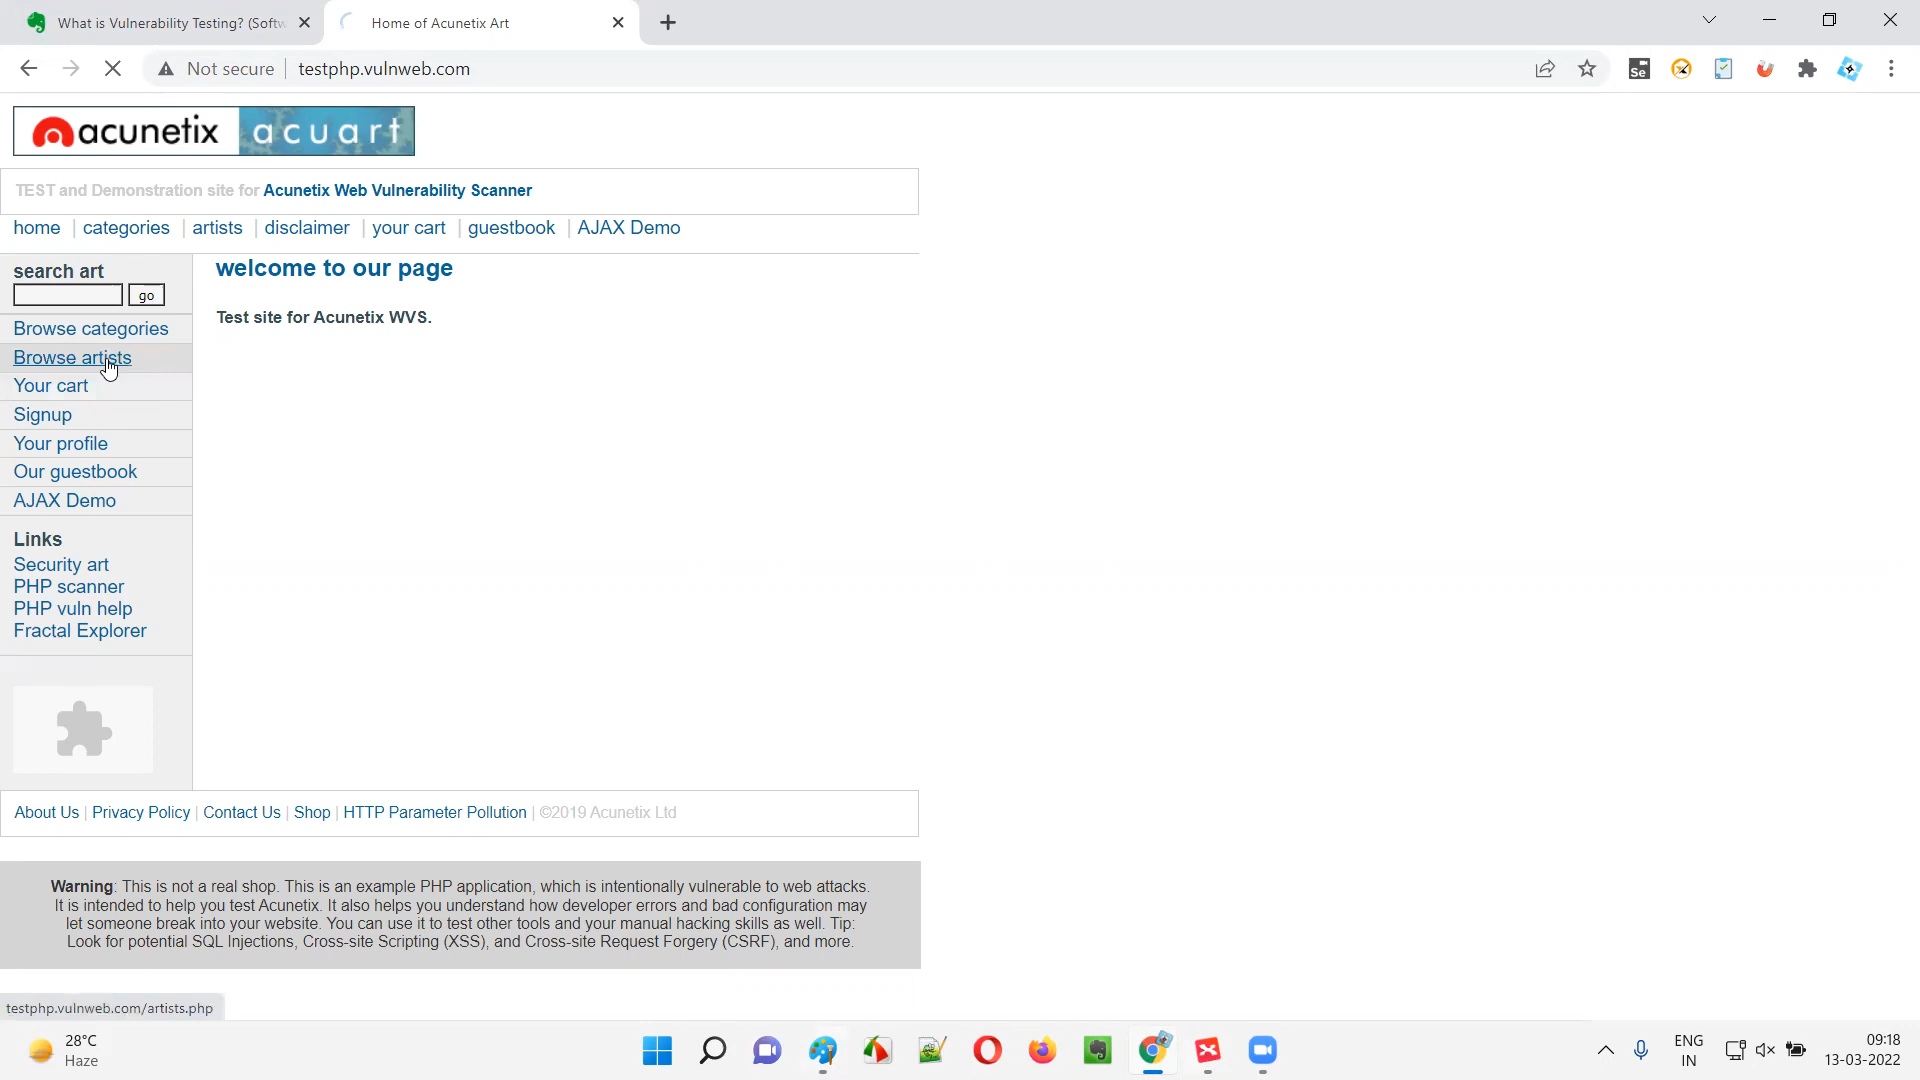 What is Vulnerability Testing? (Softw
Home of Acunetix Art
Not secure
testphp.vulnweb.com
acunetix acuart
TEST and Demonstration site for Acunetix Web Vulnerability Scanner
home | categories | artists | disclaimer | your cart | guestbook | AJAX Demo
search art
go
Browse categories
Browse artists
Your cart
Signup
Your profile
Our guestbook
AJAX Demo
Links
Security art
PHP scanner
PHP vuln help
Fractal Explorer
welcome to our page
Test site for Acunetix WVS.
About Us | Privacy Policy | Contact Us | Shop | HTTP Parameter Pollution | ©2019 Acunetix Ltd
Warning: This is not a real shop. This is an example PHP application, which is intentionally vulnerable to web attacks.
It is intended to help you test Acunetix. It also helps you understand how developer errors and bad configuration may
let someone break into your website. You can use it to test other tools and your manual hacking skills as well. Tip:
Look for potential SQL Injections, Cross-site Scripting (XSS), and Cross-site Request Forgery (CSRF), and more.
testphp.vulnweb.com/artists.php
28°C
Haze
ENG
IN
09:18
13-03-2022
Se